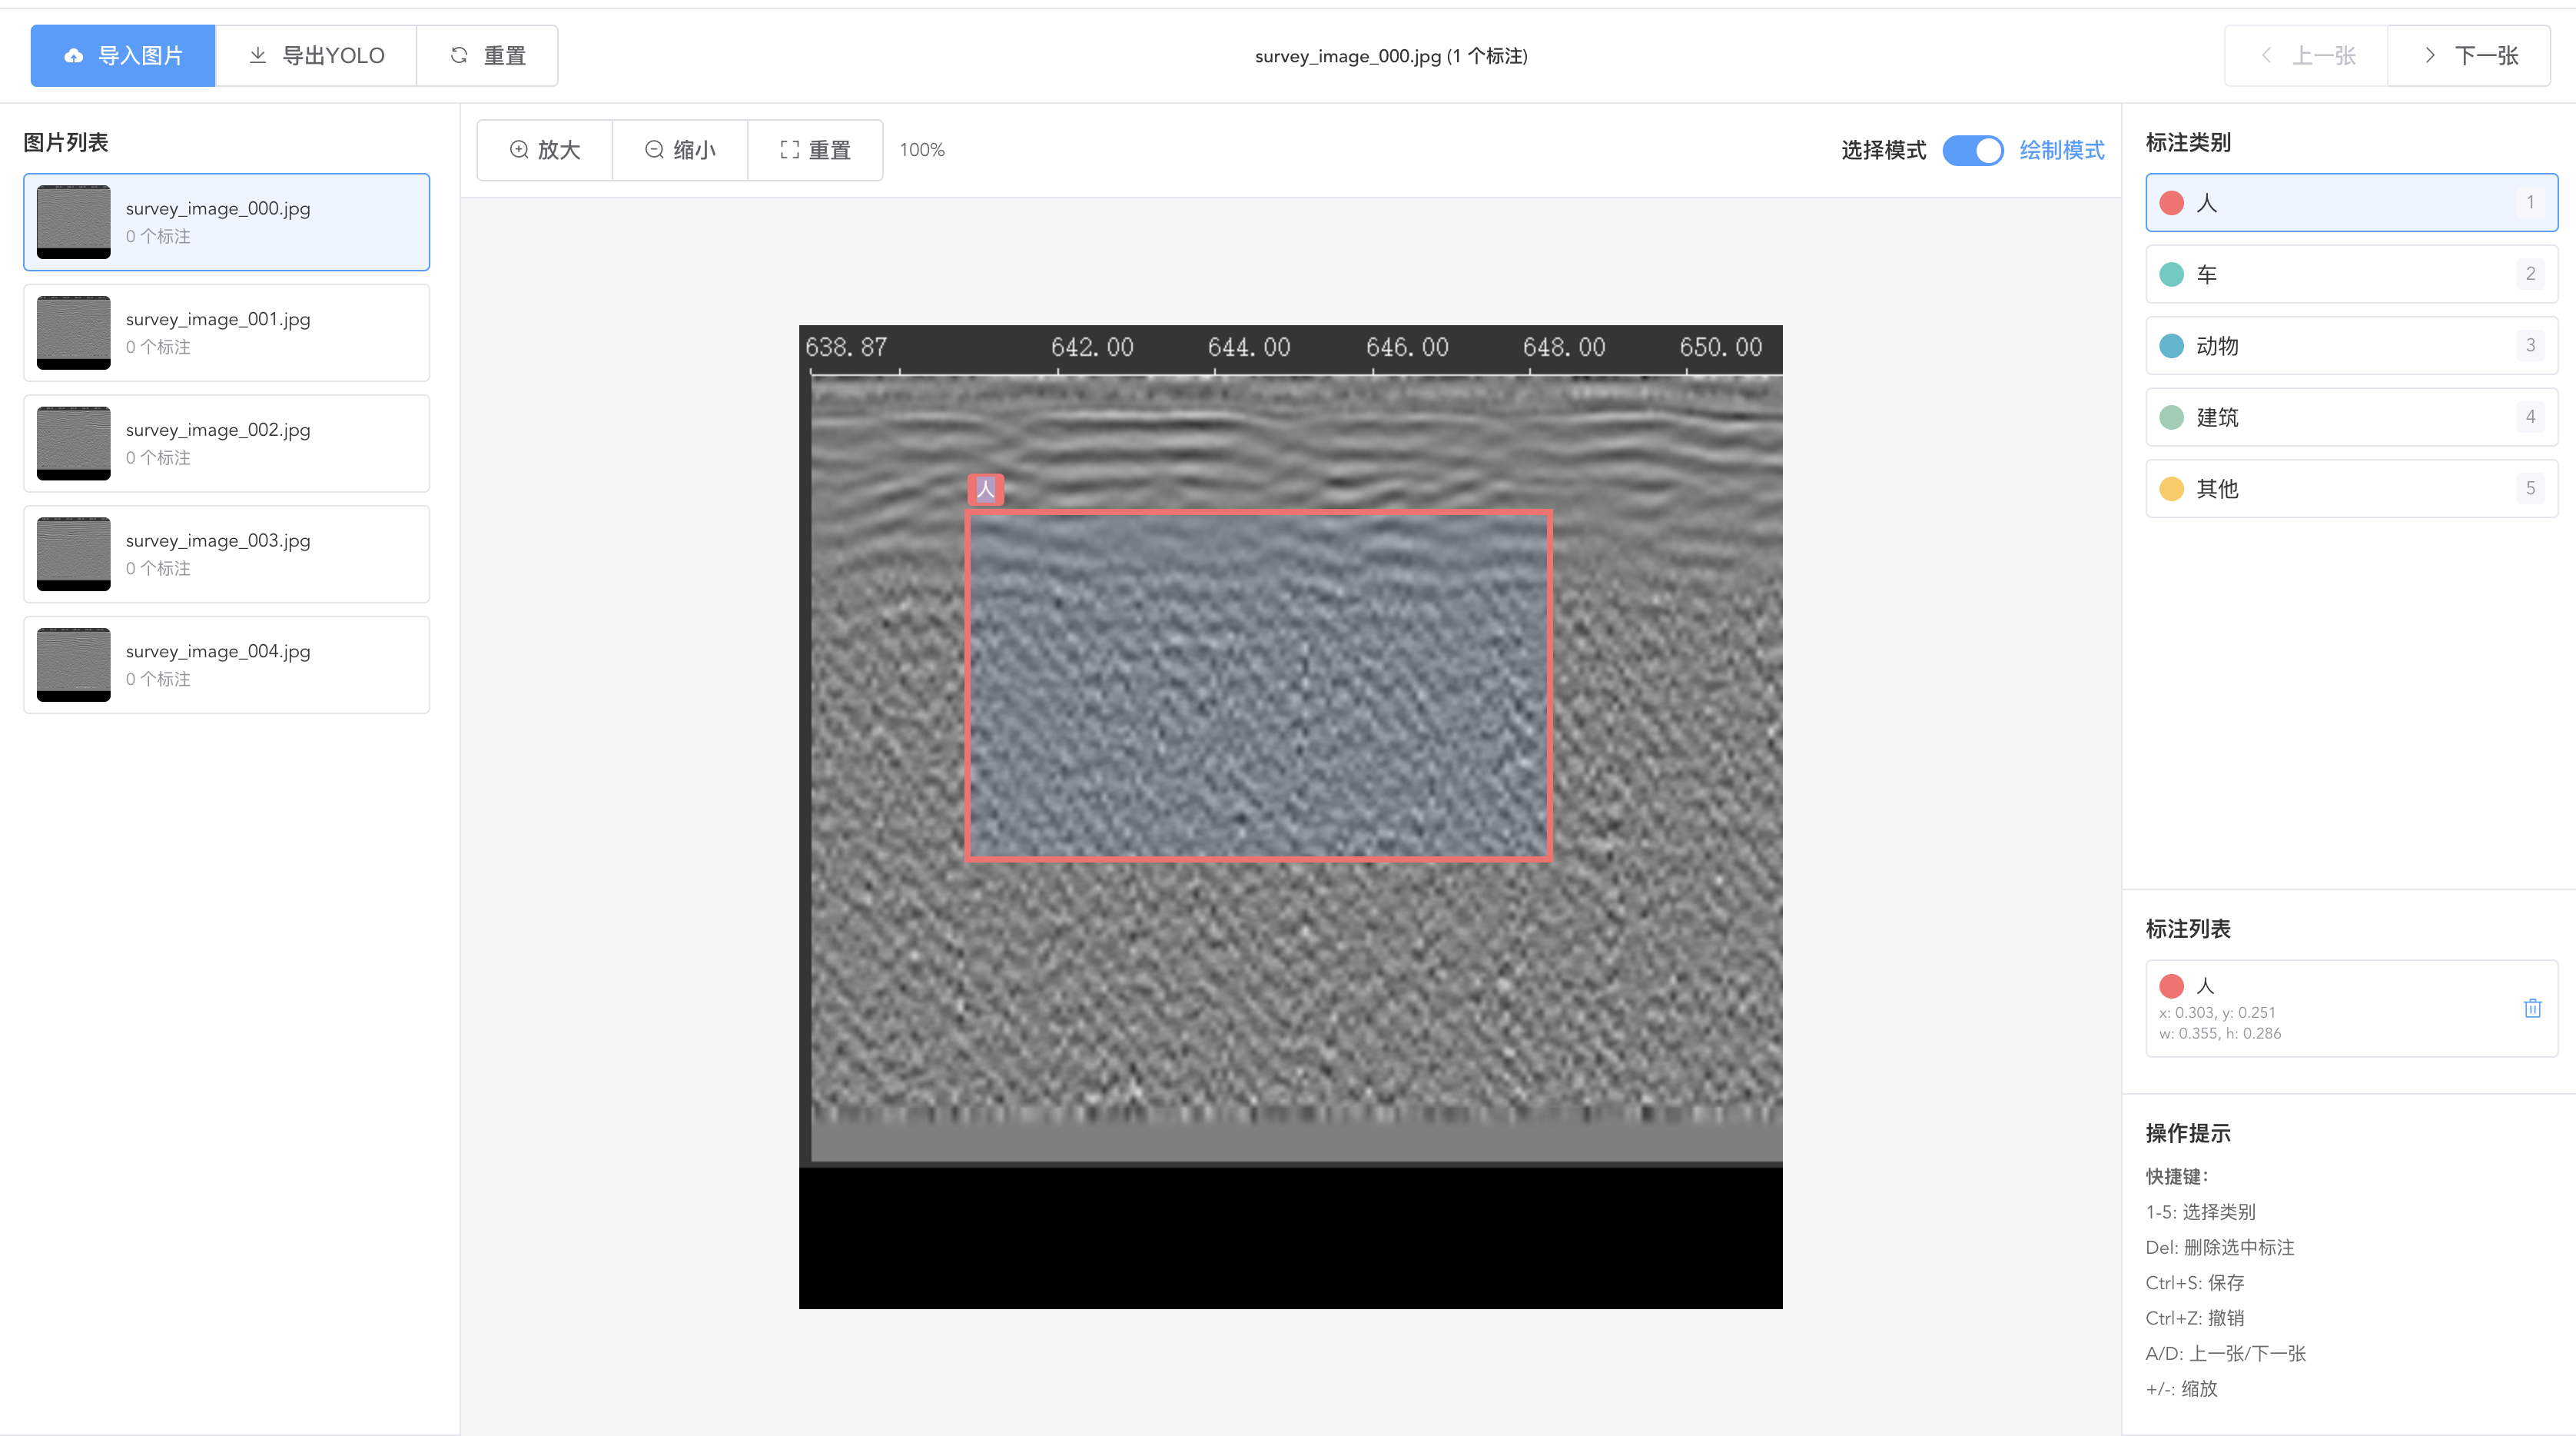 导入图片 导出YOLO 重置 survey_image_000.jpg (1 个标注) 上一张 下一张
图片列表
survey_image_000.jpg
0 个标注
survey_image_001.jpg
0 个标注
survey_image_002.jpg
0 个标注
survey_image_003.jpg
0 个标注
survey_image_004.jpg
0 个标注
放大 缩小 重置 100% 选择模式 绘制模式
638.87 642.00 644.00 646.00 648.00 650.00
人
标注类别
人 1
车 2
动物 3
建筑 4
其他 5
标注列表
人
x: 0.303, y: 0.251
w: 0.355, h: 0.286
操作提示
快捷键：
1-5: 选择类别
Del: 删除选中标注
Ctrl+S: 保存
Ctrl+Z: 撤销
A/D: 上一张/下一张
+/-: 缩放